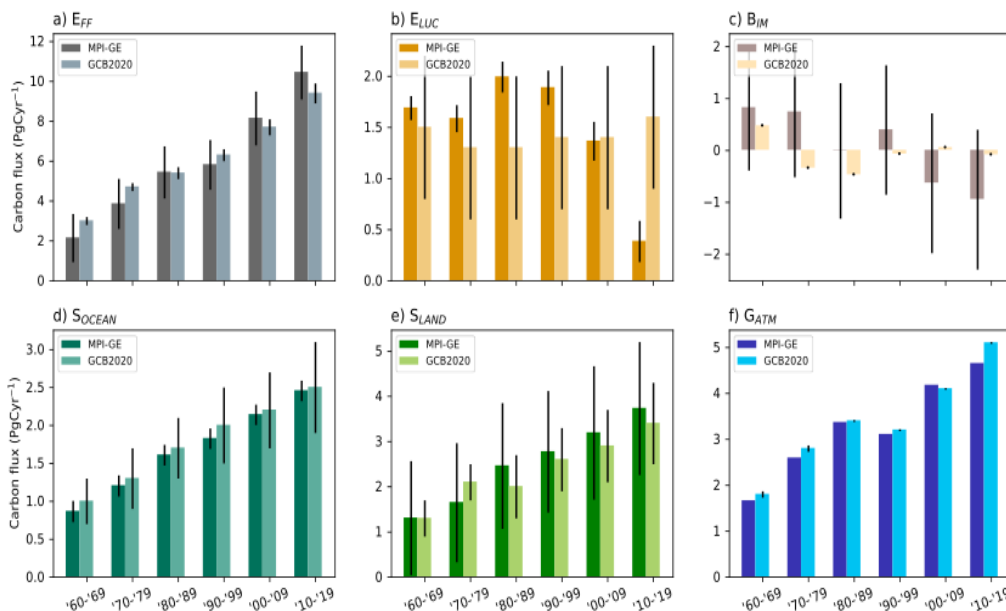 a) E_FF
MPI-GE
GCB2020
Carbon flux (PgCyr⁻¹)
12
10
8
6
4
2
0
b) E_LUC
MPI-GE
GCB2020
2.0
1.5
1.0
0.5
0.0
c) B_IM
MPI-GE
GCB2020
2
1
0
−1
−2
d) S_OCEAN
MPI-GE
GCB2020
Carbon flux (PgCyr⁻¹)
3.0
2.5
2.0
1.5
1.0
0.5
0.0
'60-'69
'70-'79
'80-'89
'90-'99
'00-'09
'10-'19
e) S_LAND
MPI-GE
GCB2020
5
4
3
2
1
0
'60-'69
'70-'79
'80-'89
'90-'99
'00-'09
'10-'19
f) G_ATM
MPI-GE
GCB2020
5
4
3
2
1
0
'60-'69
'70-'79
'80-'89
'90-'99
'00-'09
'10-'19